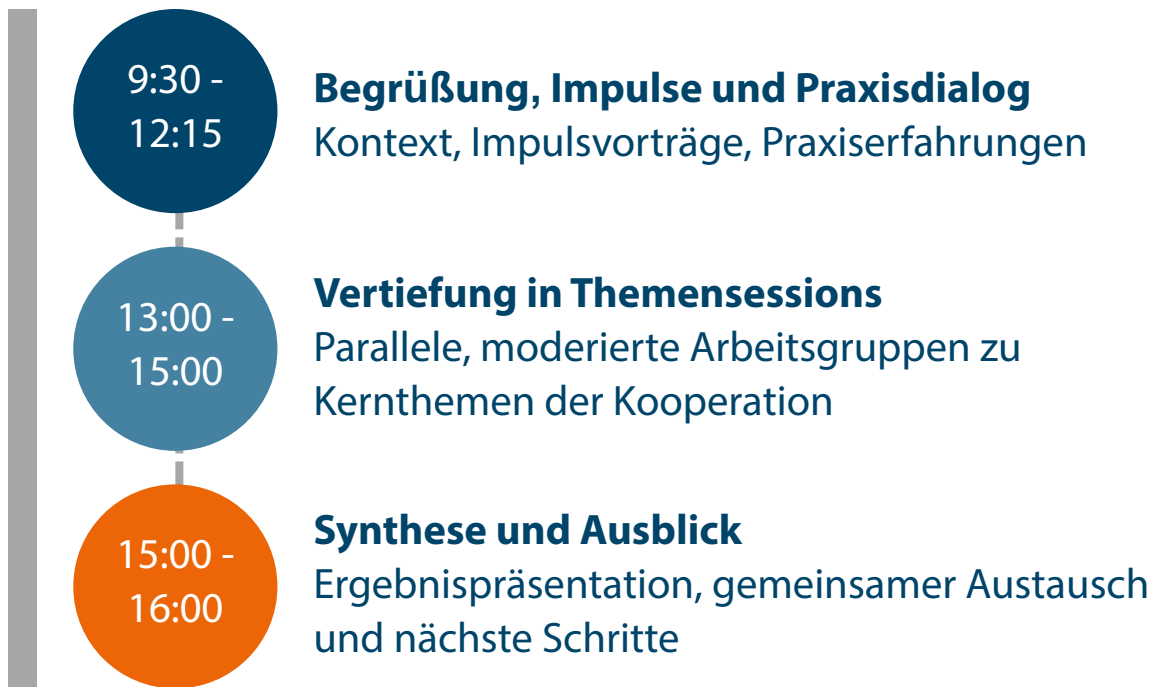 9:30 -
12:15
Begrüßung, Impulse und Praxisdialog
Kontext, Impulsvorträge, Praxiserfahrungen
13:00 -
15:00
Vertiefung in Themensessions
Parallele, moderierte Arbeitsgruppen zu
Kernthemen der Kooperation
15:00 -
16:00
Synthese und Ausblick
Ergebnispräsentation, gemeinsamer Austausch
und nächste Schritte